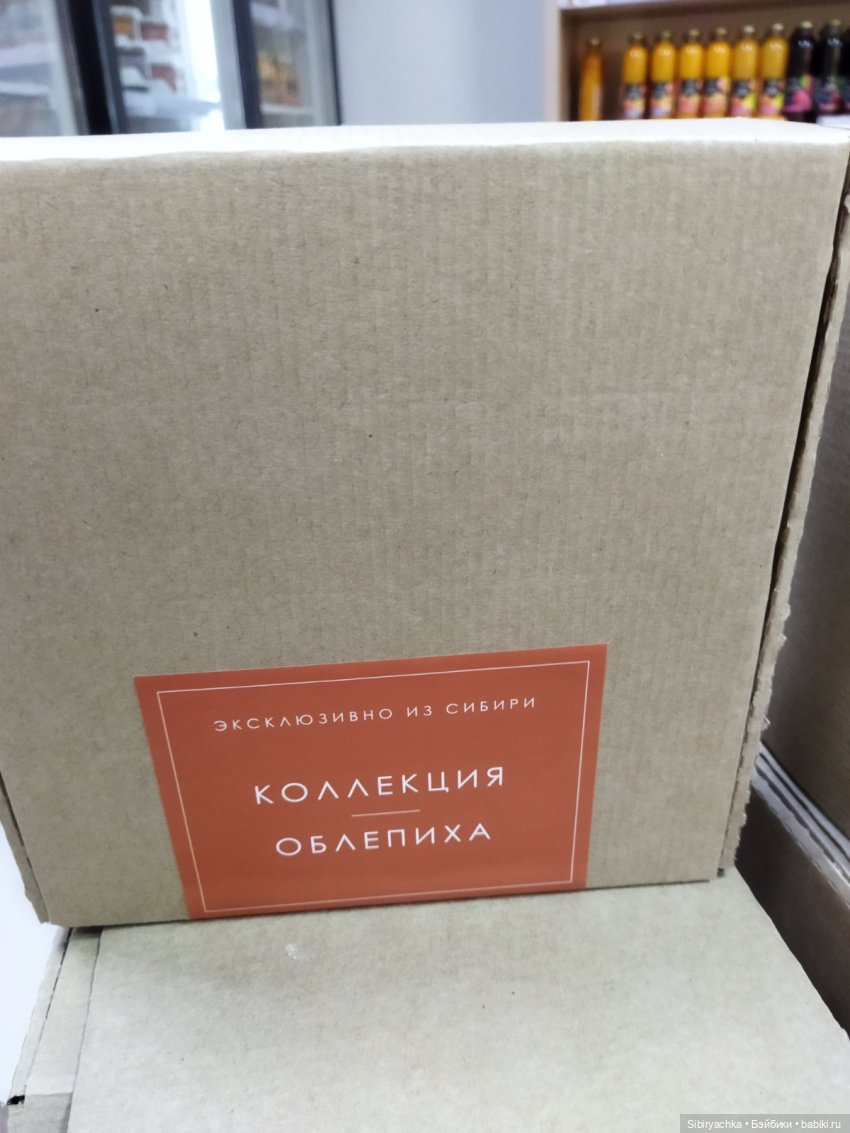 ЭКСКЛЮЗИВНО ИЗ СИБИРИ
КОЛЛЕКЦИЯ
ОБЛЕПИХА
Sibiryachka • Бэйбики • babiki.ru